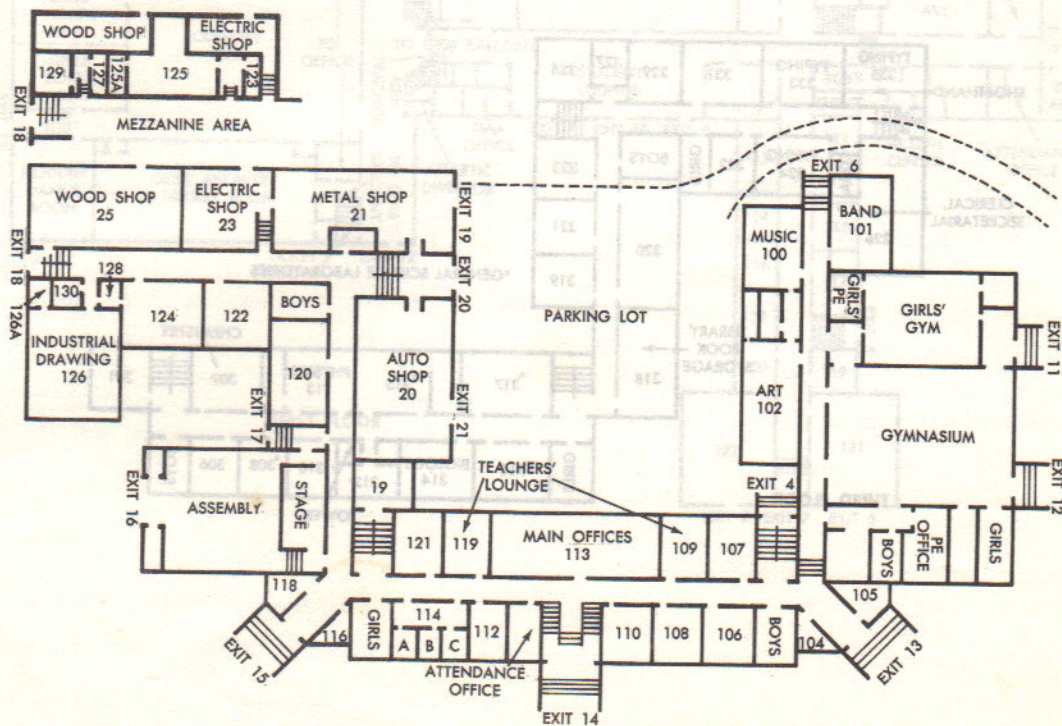 WOOD SHOP
ELECTRIC
SHOP
129
127
125A
125
123
EXIT 18
MEZZANINE AREA
WOOD SHOP
25
ELECTRIC
SHOP
23
METAL SHOP
21
EXIT 19
EXIT 18
EXIT 20
128
130
126A
124
122
BOYS
INDUSTRIAL
DRAWING
126
120
AUTO
SHOP
20
EXIT 17
EXIT 21
PARKING LOT
EXIT 6
BAND
101
MUSIC
100
GIRLS'
PE
GIRLS'
GYM
EXIT 11
ART
102
GYMNASIUM
EXIT 12
EXIT 4
EXIT 16
ASSEMBLY
STAGE
19
TEACHERS'
LOUNGE
121
119
MAIN OFFICES
113
109
107
BOYS
PE
OFFICE
GIRLS
118
105
116
GIRLS
114
A
B
C
112
ATTENDANCE
OFFICE
110
108
106
BOYS
104
EXIT 15
EXIT 14
EXIT 13